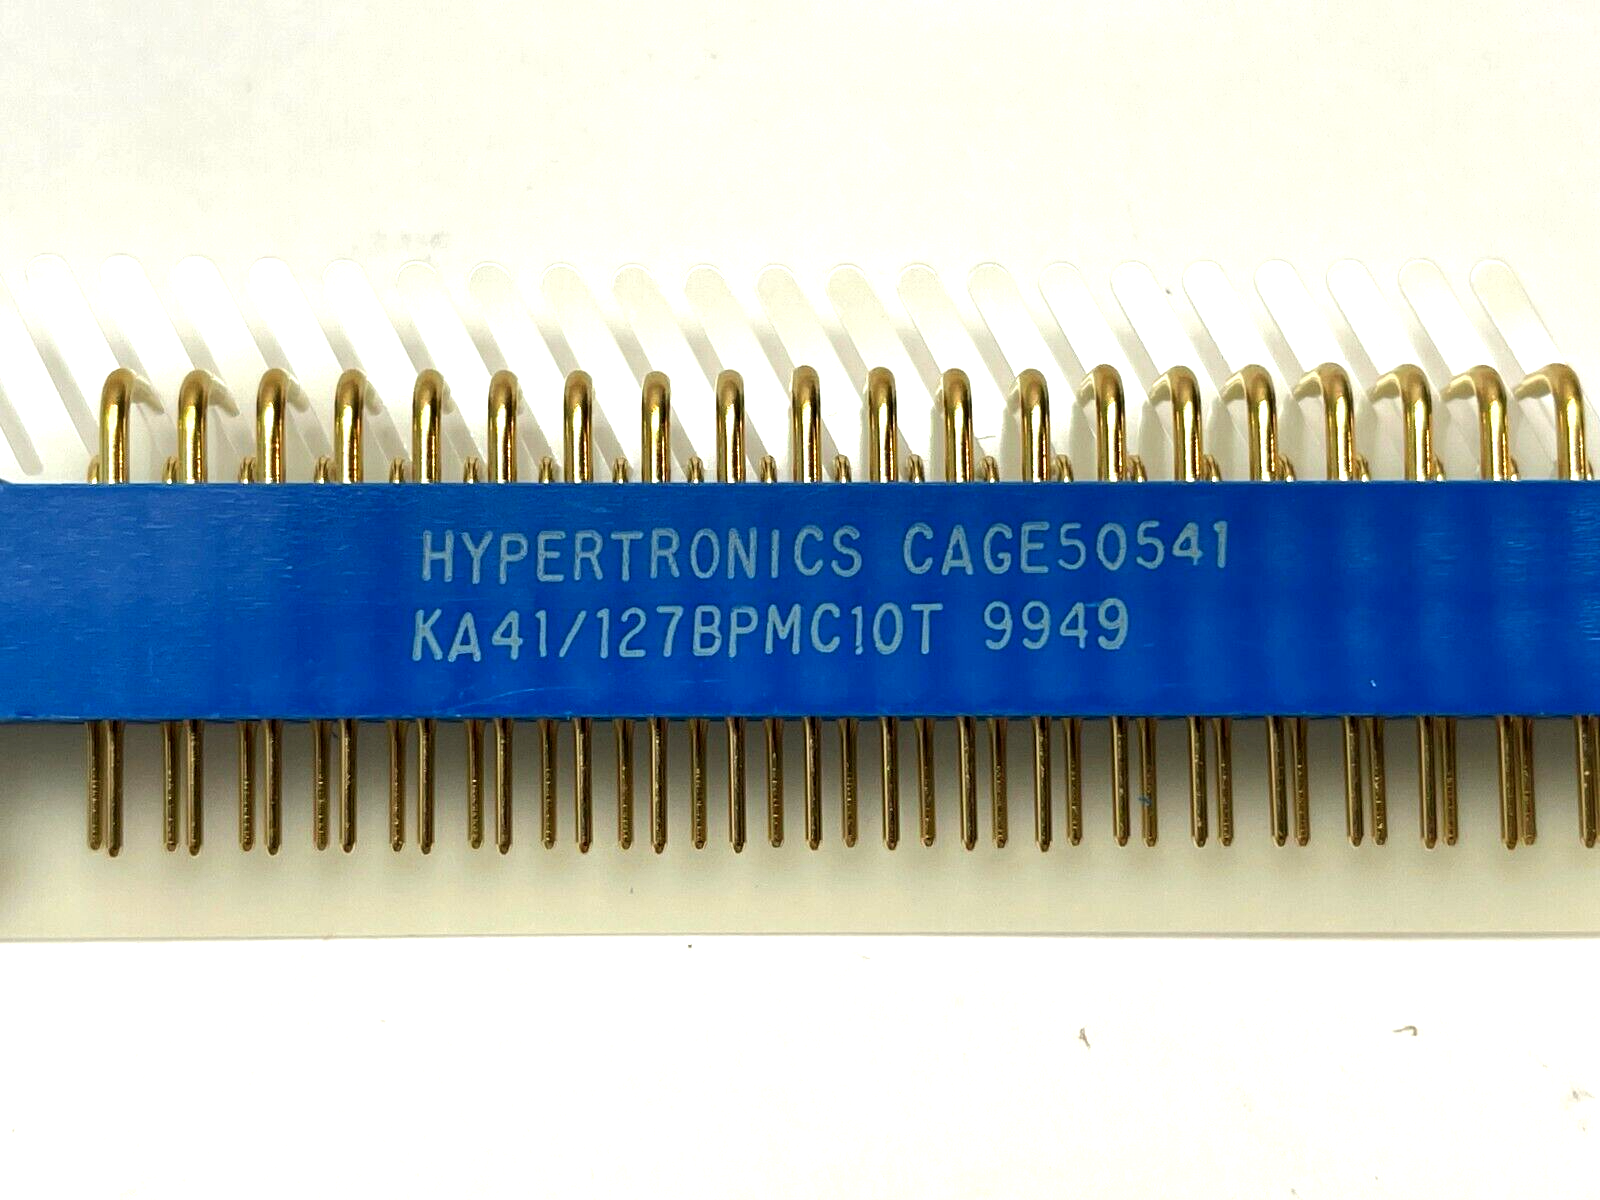 HYPERTRONICS CAGE50541
KA41/127BPMC10T 9949